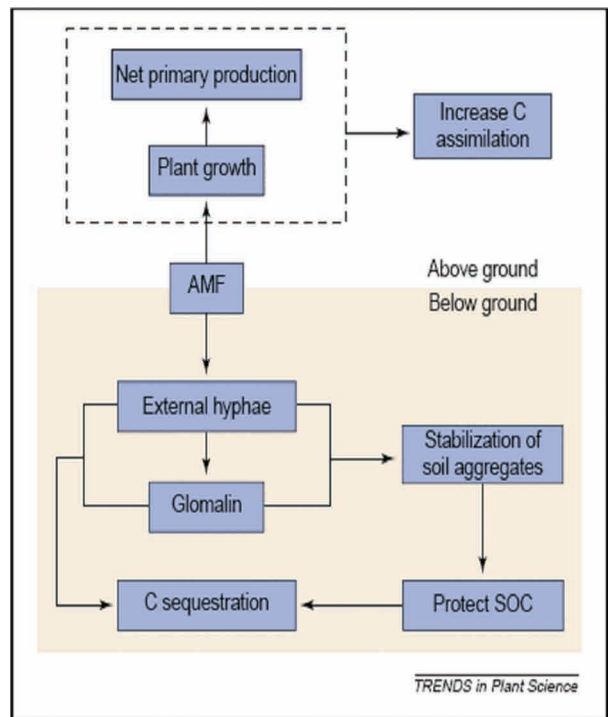 Net primary production
Increase C
assimilation
Plant growth
AMF
Above ground
Below ground
External hyphae
Stabilization of
soil aggregates
Glomalin
C sequestration
Protect SOC
TRENDS in Plant Science